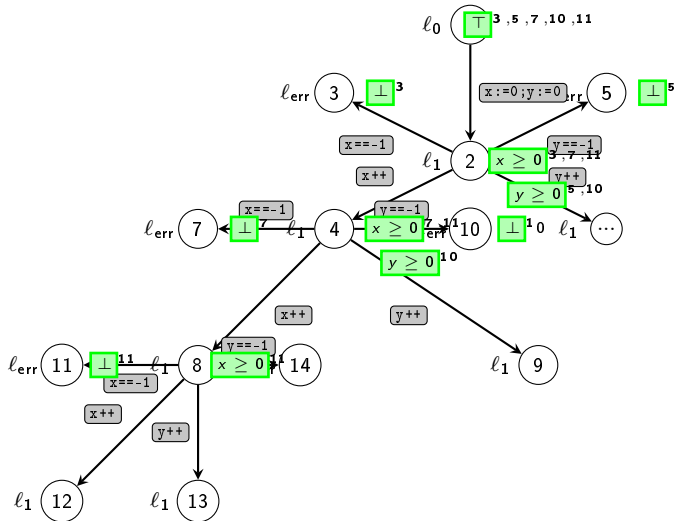 ℓ0 ⊤ 3 ,5 ,7 ,10 ,11
ℓerr 3 ⊥ 3
x:=0;y:=0 err 5 ⊥ 5
x==-1 y==-1
ℓ1 2 x ≥ 0 3 ,7 ,11
x++ y++
y ≥ 0 5 ,10
x==-1 y==-1
ℓerr 7 ⊥ 7 ℓ1 4 x ≥ 0 7 ,11 err 10 ⊥ 1 0 ℓ1 ...
y ≥ 0 10
x++ y++
y==-1
ℓerr 11 ⊥ 11 ℓ1 8 x ≥ 0 11 14 ℓ1 9
x==-1
x++
y++
ℓ1 12 ℓ1 13